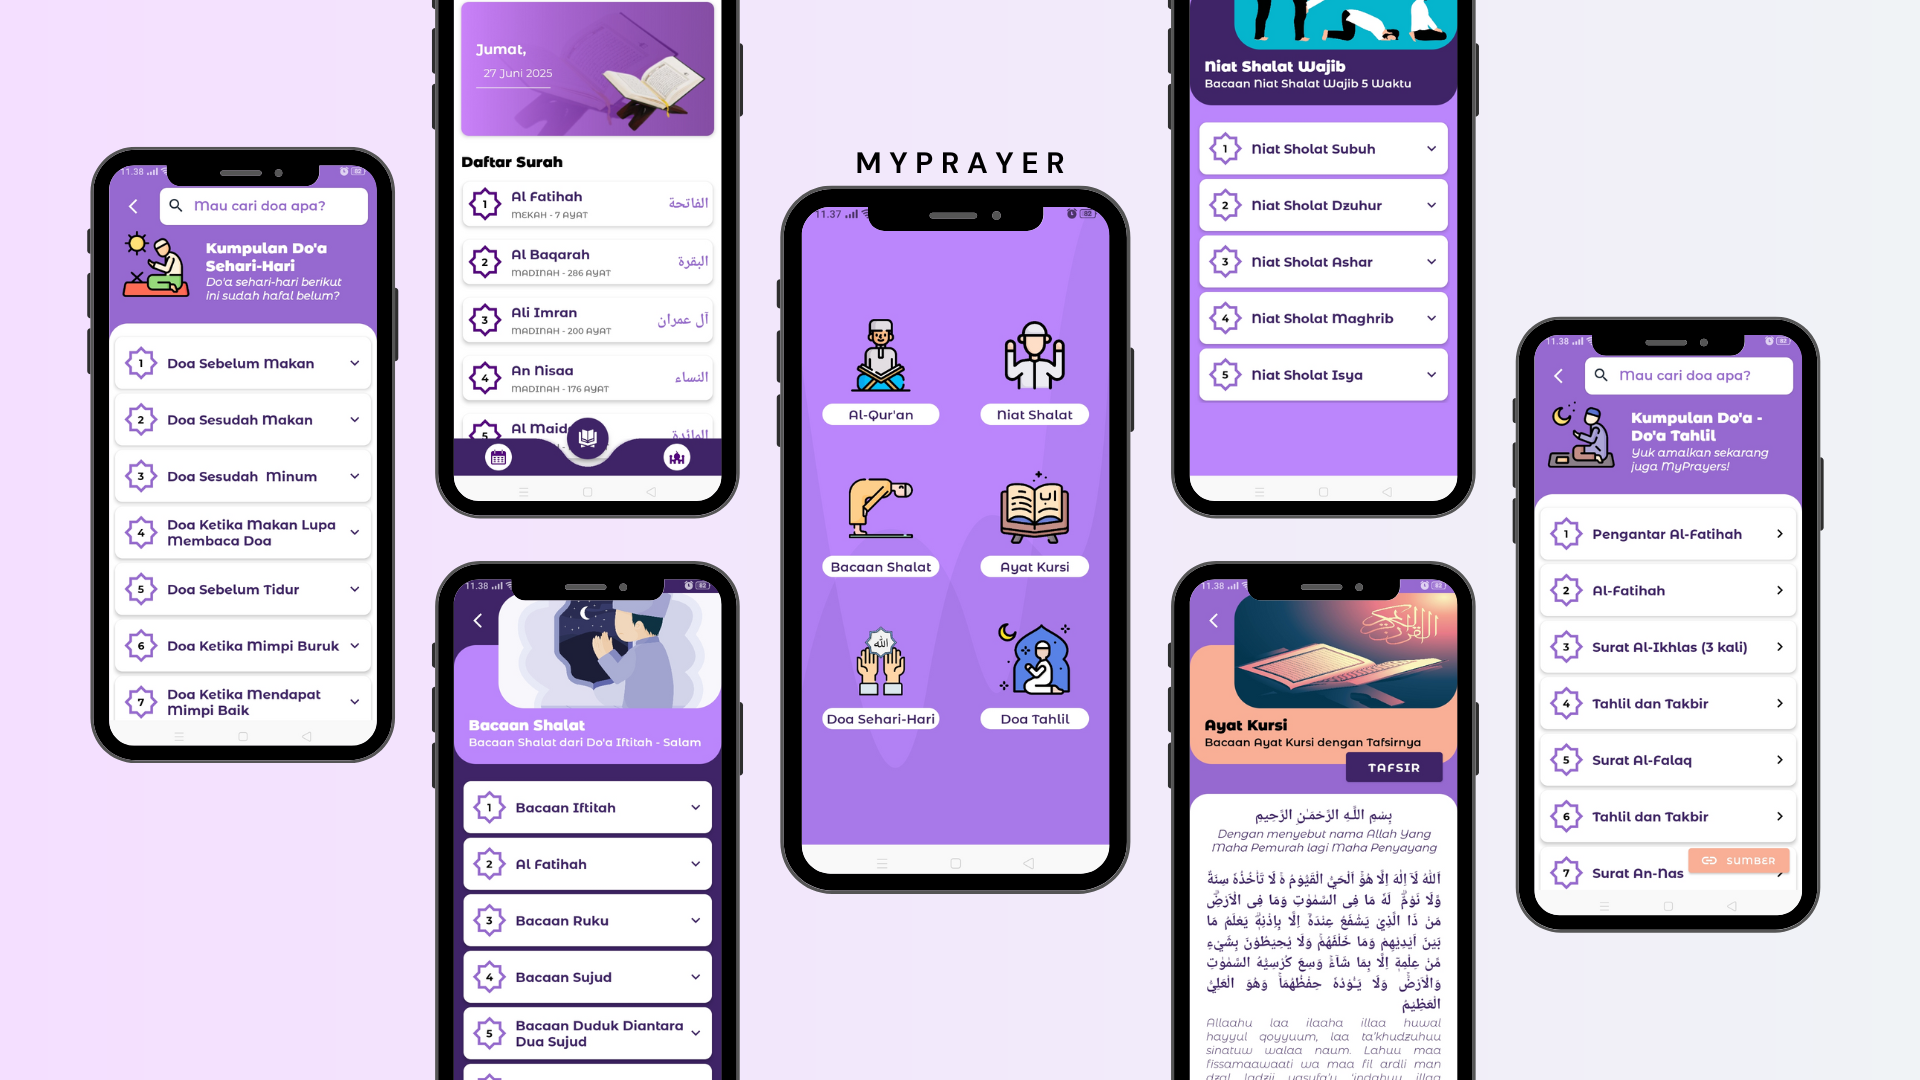 MYPRAYER
11.38
82
Mau cari doa apa?
Kumpulan Do'a
Sehari-Hari
Do'a sehari-hari berikut
Ini sudah hafal belum?
1 Doa Sebelum Makan
2 Doa Sesudah Makan
3 Doa Sesudah Minum
4 Doa Ketika Makan Lupa
Membaca Doa
5 Doa Sebelum Tidur
6 Doa Ketika Mimpi Buruk
7 Doa Ketika Mendapat
Mimpi Baik
Jumat,
27 Juni 2025
Daftar Surah
1 Al Fatihah الفاتحة
MEKAH - 7 AYAT
2 Al Baqarah البقرة
MADINAH - 286 AYAT
3 Ali Imran آل عمران
MADINAH - 200 AYAT
4 An Nisaa النساء
MADINAH - 176 AYAT
5 Al Maid المائدة
11.38
82
Bacaan Shalat
Bacaan Shalat dari Do'a Iftitah - Salam
1 Bacaan Iftitah
2 Al Fatihah
3 Bacaan Ruku
4 Bacaan Sujud
5 Bacaan Duduk Diantara
Dua Sujud
11.37
82
Al-Qur'an
Niat Shalat
Bacaan Shalat
Ayat Kursi
الله
Doa Sehari-Hari
Doa Tahlil
Niat Shalat Wajib
Bacaan Niat Shalat Wajib 5 Waktu
1 Niat Sholat Subuh
2 Niat Sholat Dzuhur
3 Niat Sholat Ashar
4 Niat Sholat Maghrib
5 Niat Sholat Isya
11.38
82
Ayat Kursi
Bacaan Ayat Kursi dengan Tafsirnya
TAFSIR
بِسْمِ اللَّـهِ الرَّحْمَـٰنِ الرَّحِيمِ
Dengan menyebut nama Allah Yang
Maha Pemurah lagi Maha Penyayang
اَللّٰهُ لَآ اِلٰهَ اِلَّا هُوَۚ اَلْحَيُّ الْقَيُّوْمُ ەۚ لَا تَأْخُذُهٗ سِنَةٌ
وَّلَا نَوْمٌۗ لَهٗ مَا فِى السَّمٰوٰتِ وَمَا فِى الْاَرْضِۗ
مَنْ ذَا الَّذِيْ يَشْفَعُ عِنْدَهٗٓ اِلَّا بِاِذْنِهٖۗ يَعْلَمُ مَا
بَيْنَ اَيْدِيْهِمْ وَمَا خَلْفَهُمْۚ وَلَا يُحِيْطُوْنَ بِشَيْءٍ
مِّنْ عِلْمِهٖٓ اِلَّا بِمَا شَاۤءَۚ وَسِعَ كُرْسِيُّهُ السَّمٰوٰتِ
وَالْاَرْضَۚ وَلَا يَـُٔوْدُهٗ حِفْظُهُمَاۚ وَهُوَ الْعَلِيُّ
الْعَظِيْمُ
Allaahu laa ilaaha illaa huwal
hayyul qoyyuum, laa ta'khudzuhuu
sinatuw walaa naum. Lahuu maa
fissamaawaati wa maa fil ardli man
dzal ladzii yasyfa'u 'indahuu illaa
11.38
82
Mau cari doa apa?
Kumpulan Do'a -
Do'a Tahlil
Yuk amalkan sekarang
juga MyPrayers!
1 Pengantar Al-Fatihah
2 Al-Fatihah
3 Surat Al-Ikhlas (3 kali)
4 Tahlil dan Takbir
5 Surat Al-Falaq
6 Tahlil dan Takbir
7 Surat An-Nas
SUMBER